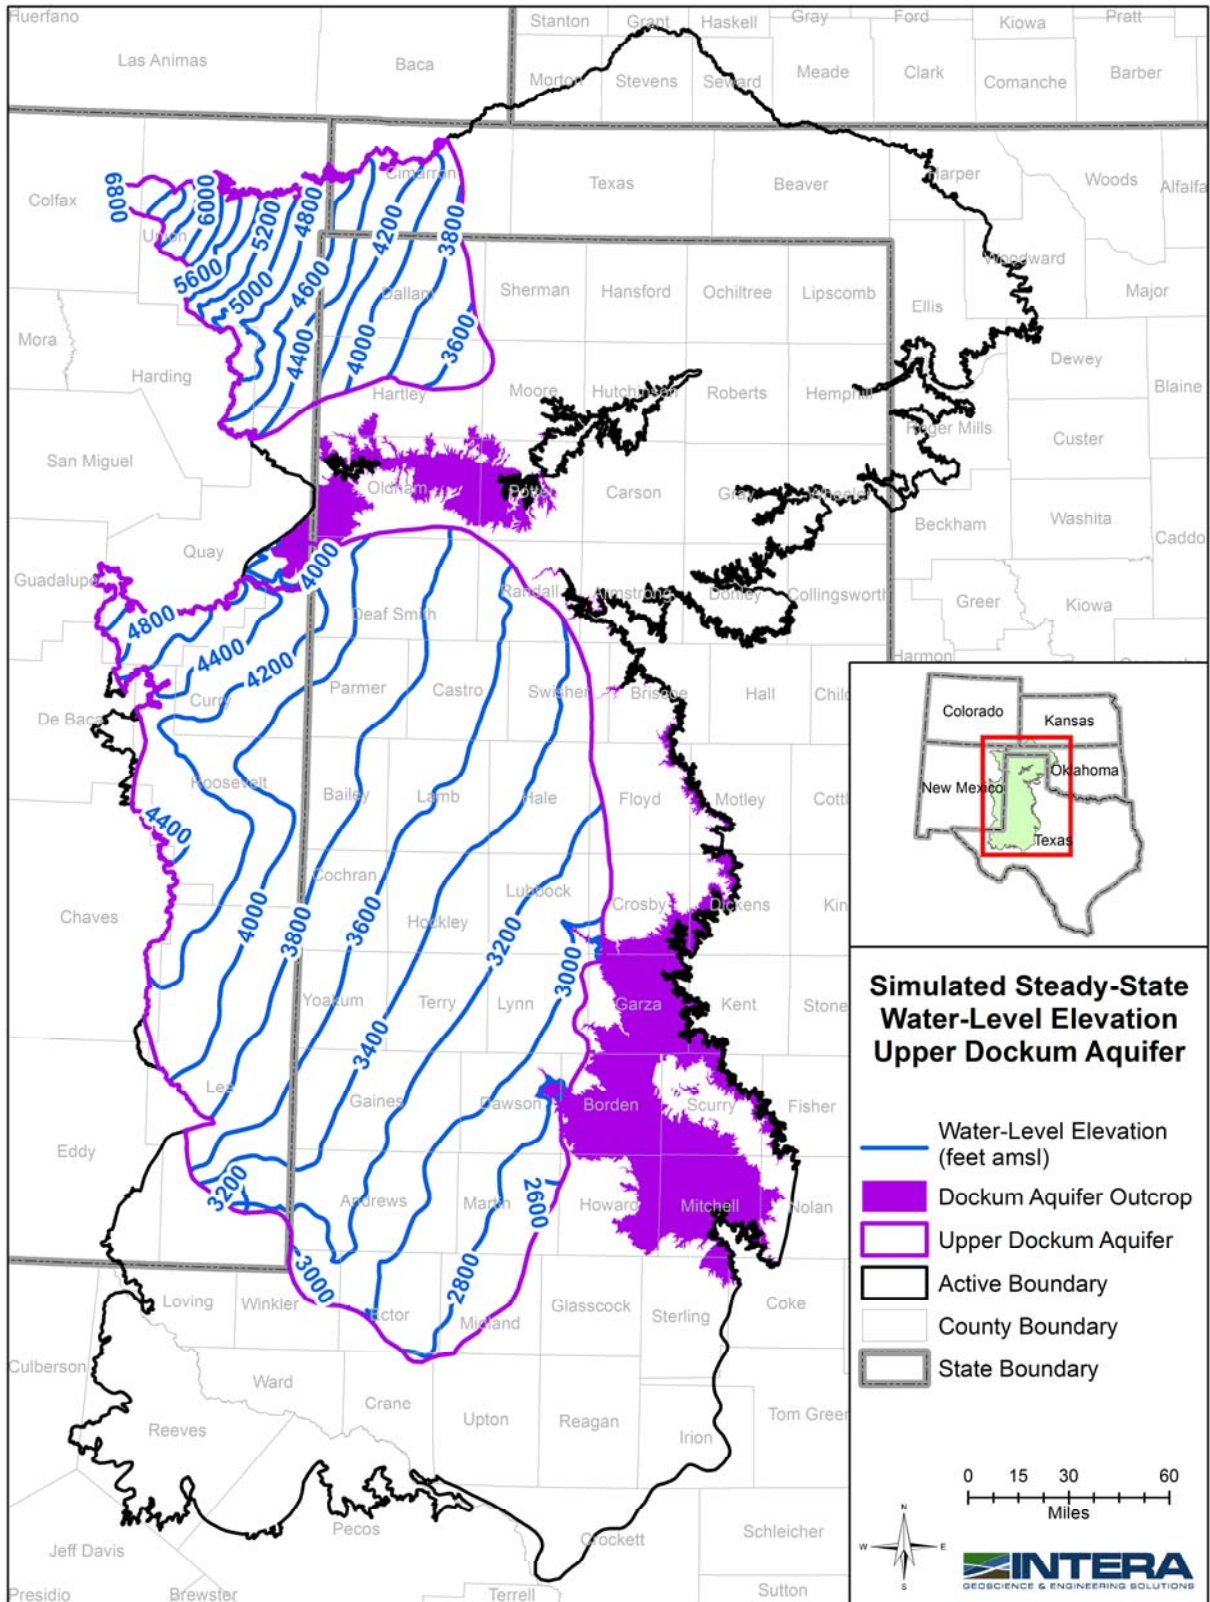 Huerfano
Stanton
Grant
Haskell
Gray
Ford
Kiowa
Pratt
Las Animas
Baca
Morton
Stevens
Seward
Meade
Clark
Comanche
Barber
Colfax
6800
6000
5200
4800
Cimarron
4200
3800
Texas
Beaver
Harper
Woods
Alfalfa
Union
5600
5000
4600
Dallam
Sherman
Hansford
Ochiltree
Lipscomb
Ellis
Woodward
Major
Mora
4400
4000
3600
Dewey
Harding
Hartley
Moore
Hutchinson
Roberts
Hemphill
Blaine
Roger Mills
Custer
San Miguel
Oldham
Potter
Carson
Gray
Wheeler
Beckham
Washita
Caddo
Quay
4000
Guadalupe
Randall
Armstrong
Donley
Collingsworth
Greer
Kiowa
4800
4400
4200
Deaf Smith
Harmon
Curry
Parmer
Castro
Swisher
Briscoe
Hall
Chilc
De Baca
Roosevelt
Bailey
Lamb
Hale
Floyd
Motley
Cottl
4400
Cochran
Lubbock
Chaves
4000
3800
3600
Hockley
3200
3000
Crosby
Dickens
Kin
Yoakum
Terry
Lynn
Garza
Kent
Stone
3400
Lea
Gaines
Dawson
Borden
Scurry
Fisher
Eddy
3200
Andrews
Martin
2600
Howard
Mitchell
Nolan
3000
2800
Loving
Winkler
Ector
Midland
Glasscock
Sterling
Coke
Culberson
Ward
Crane
Upton
Reagan
Irion
Tom Green
Reeves
Pecos
Crockett
Schleicher
Jeff Davis
Presidio
Brewster
Terrell
Sutton
Colorado
Kansas
New Mexico
Oklahoma
Texas
Simulated Steady-State
Water-Level Elevation
Upper Dockum Aquifer
Water-Level Elevation
(feet amsl)
Dockum Aquifer Outcrop
Upper Dockum Aquifer
Active Boundary
County Boundary
State Boundary
0 15 30 60
Miles
N
W E
S
INTERA
GEOSCIENCE & ENGINEERING SOLUTIONS